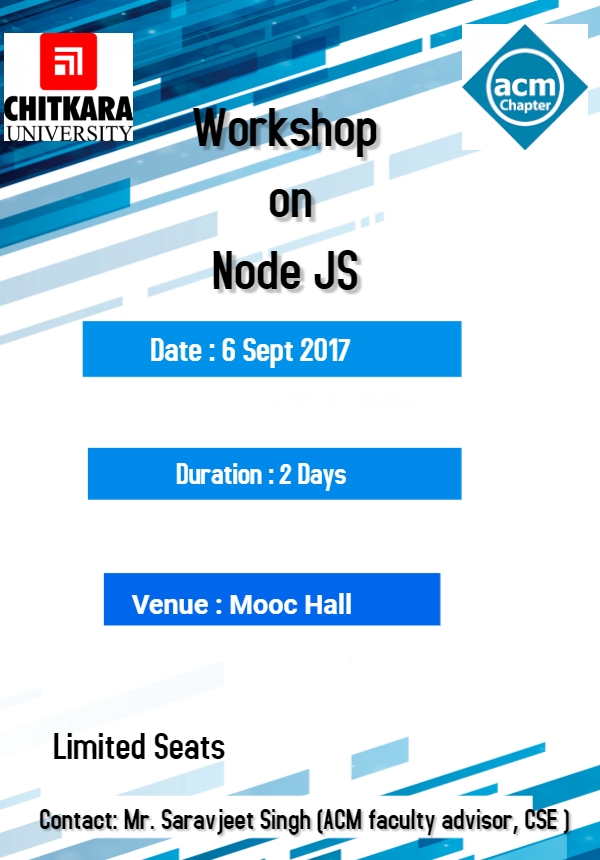 CHITKARA
UNIVERSITY
acm
Chapter
Workshop
on
Node JS
Date : 6 Sept 2017
Duration : 2 Days
Venue : Mooc Hall
Limited Seats
Contact: Mr. Saravjeet Singh (ACM faculty advisor, CSE )